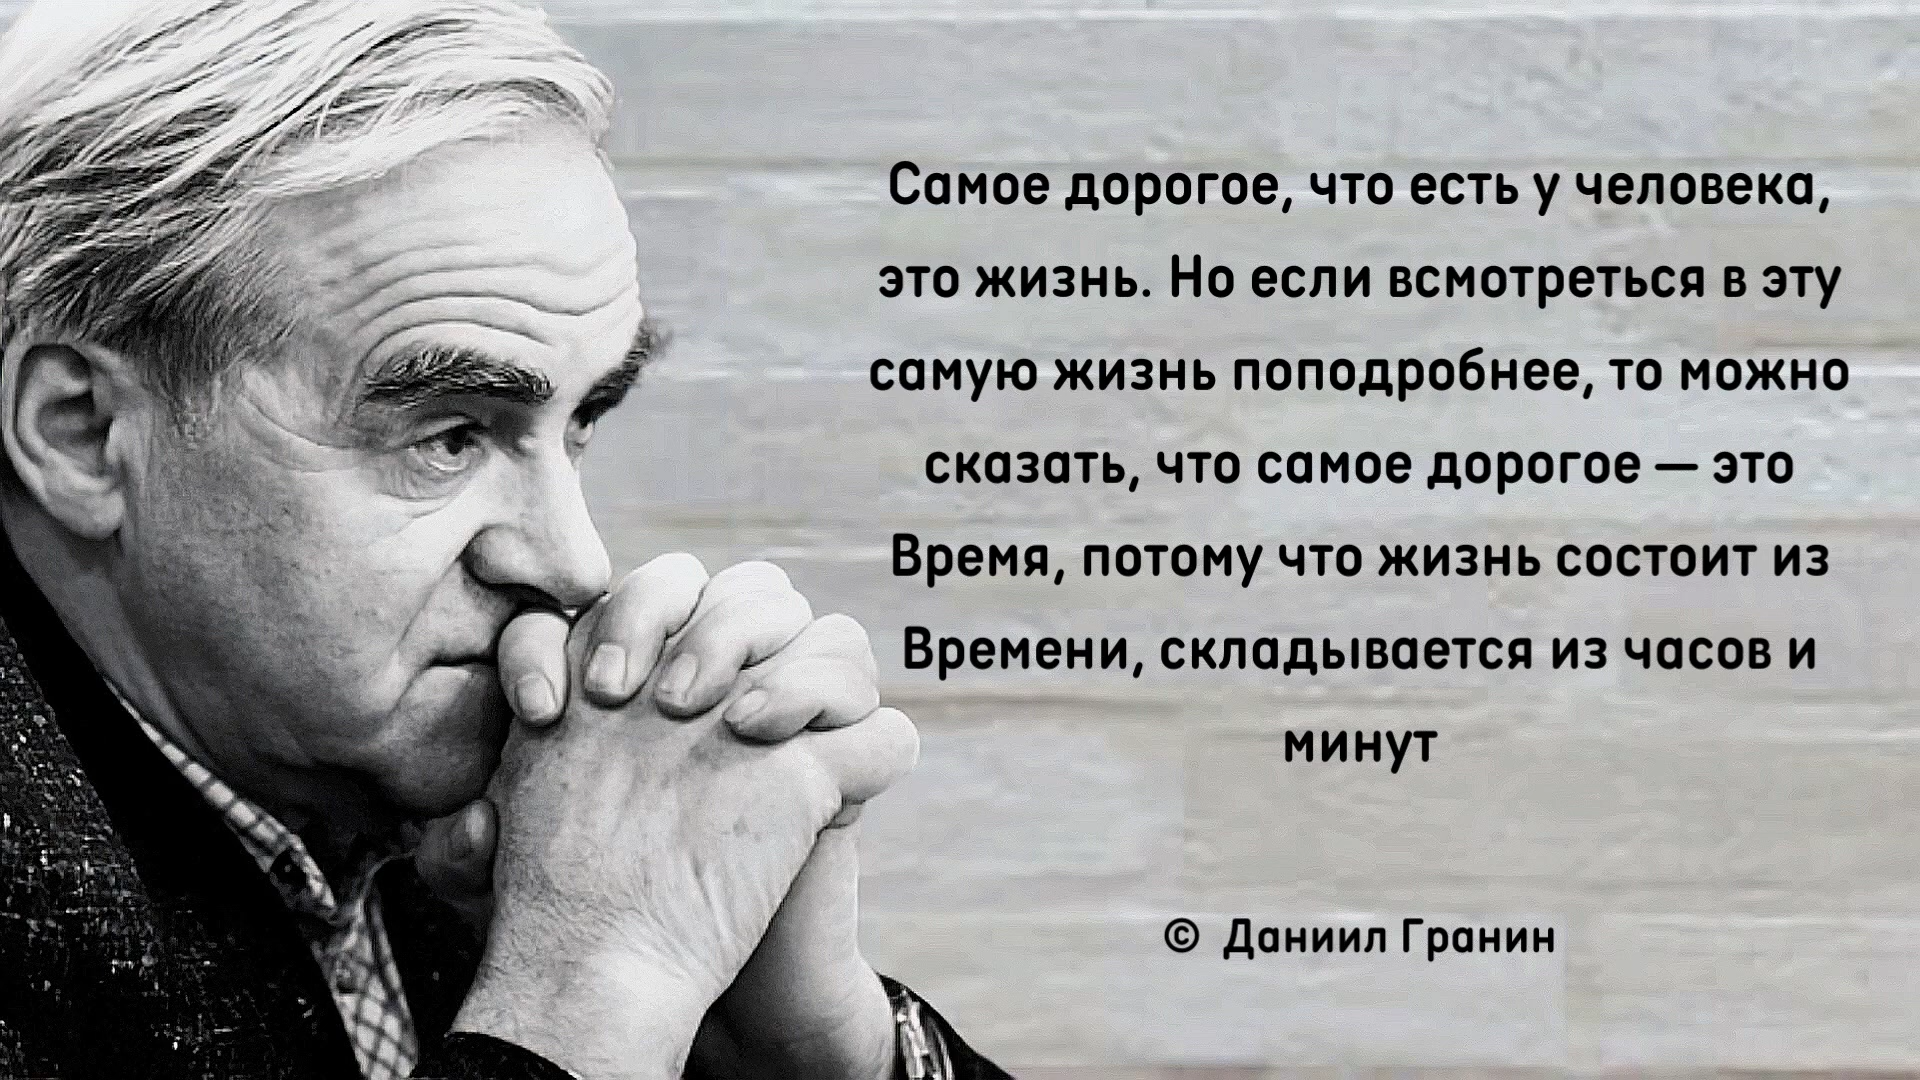 Самое дорогое, что есть у человека,
это жизнь. Но если всмотреться в эту
самую жизнь поподробнее, то можно
сказать, что самое дорогое — это
Время, потому что жизнь состоит из
Времени, складывается из часов и
минут
© Даниил Гранин